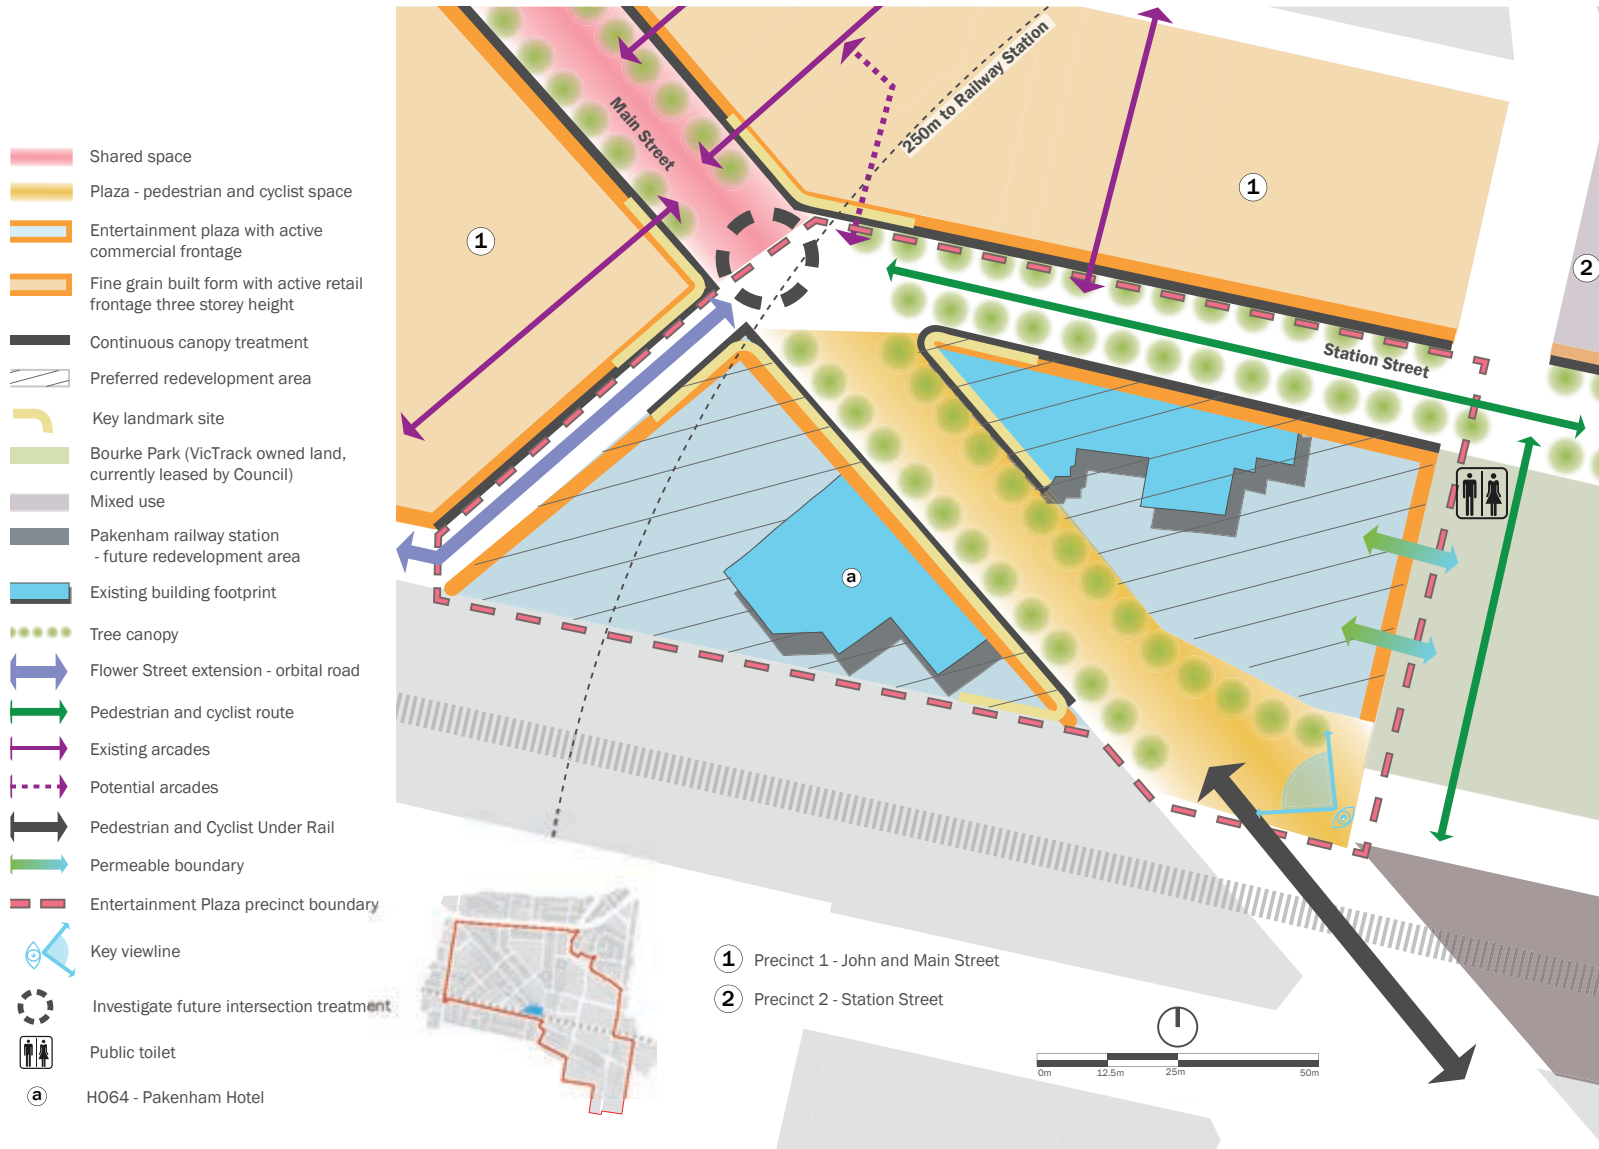 Shared space
Plaza - pedestrian and cyclist space
Entertainment plaza with active
commercial frontage
Fine grain built form with active retail
frontage three storey height
Continuous canopy treatment
Preferred redevelopment area
Key landmark site
Bourke Park (VicTrack owned land,
currently leased by Council)
Mixed use
Pakenham railway station
- future redevelopment area
Existing building footprint
Tree canopy
Flower Street extension - orbital road
Pedestrian and cyclist route
Existing arcades
Potential arcades
Pedestrian and Cyclist Under Rail
Permeable boundary
Entertainment Plaza precinct boundary
Key viewline
Investigate future intersection treatment
Public toilet
a HO64 - Pakenham Hotel
Main Street
250m to Railway Station
1
1
2
Station Street
a
1 Precinct 1 - John and Main Street
2 Precinct 2 - Station Street
0m 12.5m 25m 50m